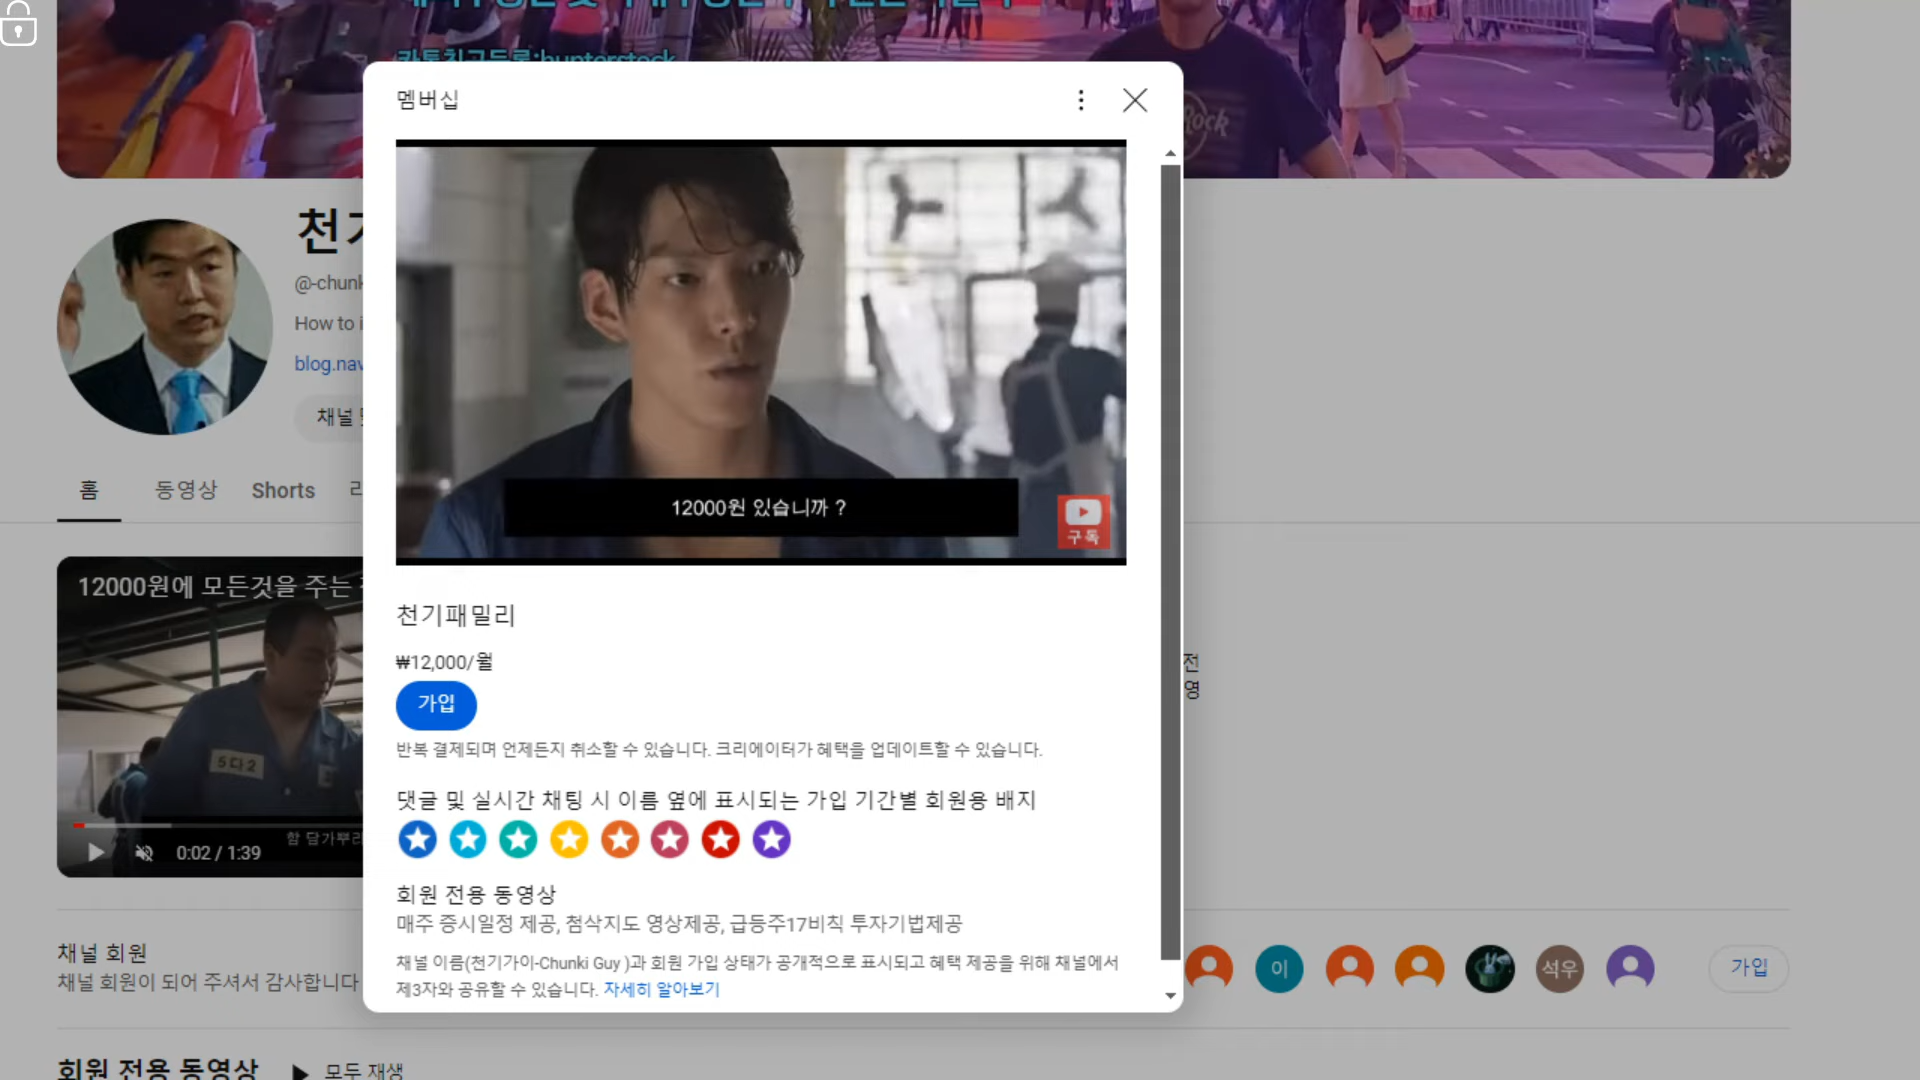 카톡친구등록:hunterstock
Rock
멤버십
천기
@-chunk
How to i
blog.nav
채널
홈
동영상
Shorts
12000원 있습니까 ?
구독
12000원에 모든것을 주는
5다2
함 담가뿌리
0:02 / 1:39
천기패밀리
₩12,000/월
가입
반복 결제되며 언제든지 취소할 수 있습니다. 크리에이터가 혜택을 업데이트할 수 있습니다.
전
영
댓글 및 실시간 채팅 시 이름 옆에 표시되는 가입 기간별 회원용 배지
회원 전용 동영상
매주 증시일정 제공, 첨삭지도 영상제공, 급등주17비칙 투자기법제공
채널 이름(천기가이-Chunki Guy )과 회원 가입 상태가 공개적으로 표시되고 혜택 제공을 위해 채널에서
제3자와 공유할 수 있습니다. 자세히 알아보기
채널 회원
채널 회원이 되어 주셔서 감사합니다
이
석우
가입
회원 전용 동영상
모두 재생